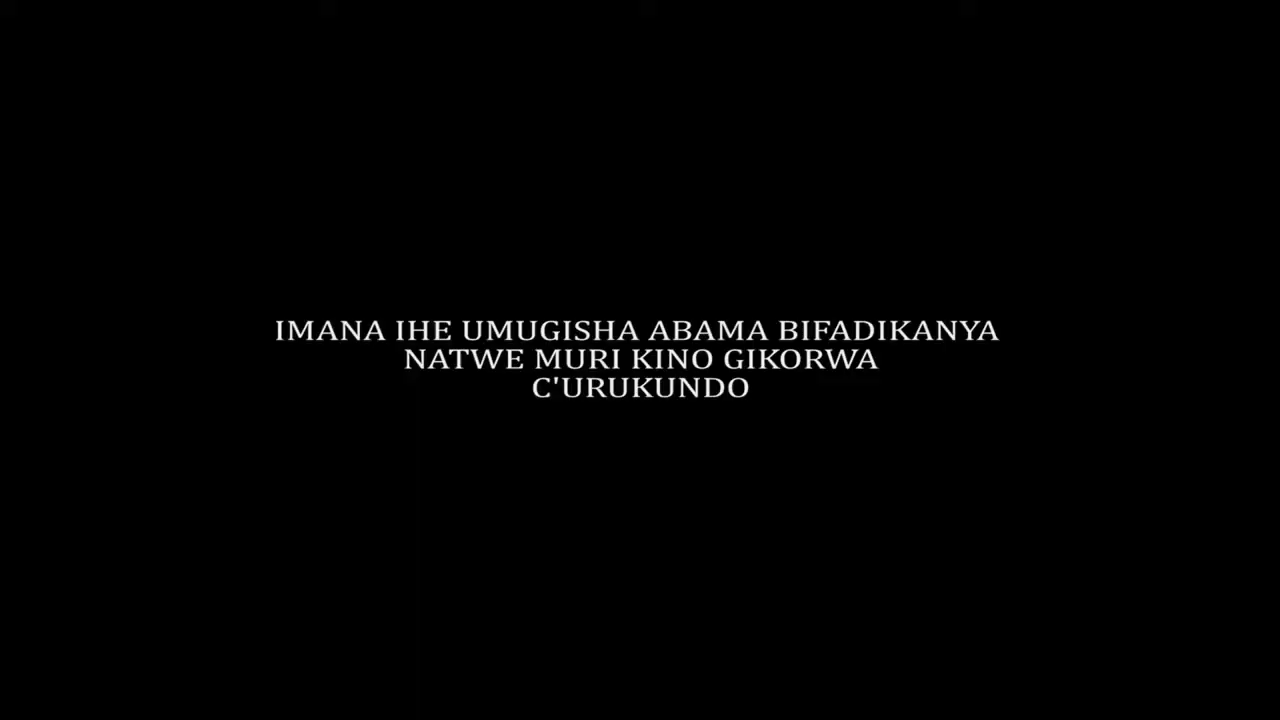 IMANA IHE UMUGISHA ABAMA BIFADIKANYA
NATWE MURI KINO GIKORWA
C'URUKUNDO